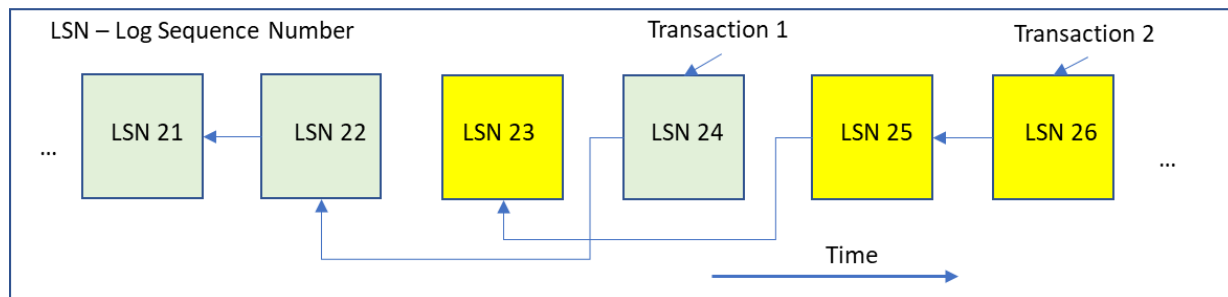 LSN – Log Sequence Number
Transaction 1
Transaction 2
... LSN 21 LSN 22 LSN 23 LSN 24 LSN 25 LSN 26 ...
Time